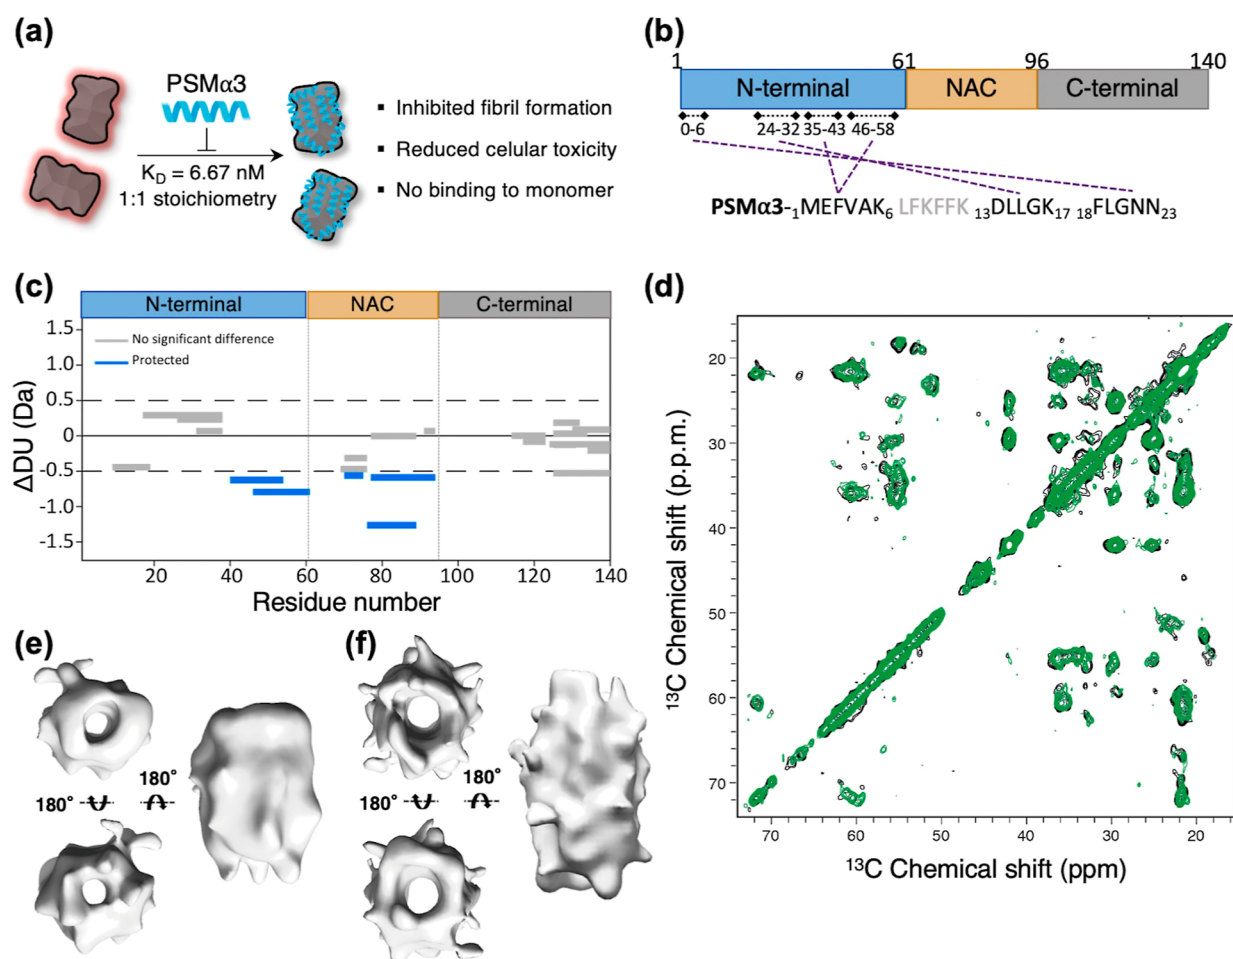 (a)
PSMα3
K_D = 6.67 nM
1:1 stoichiometry
▪ Inhibited fibril formation
▪ Reduced cellular toxicity
▪ No binding to monomer
(b)
1 61 96 140
N-terminal NAC C-terminal
0-6 24-32 35-43 46-58
PSMα3-₁MEFVAK₆ LFKFFK ₁₃DLLGK₁₇ ₁₈FLGNN₂₃
(c)
N-terminal NAC C-terminal
No significant difference
Protected
ΔDU (Da)
1.5
1.0
0.5
0
-0.5
-1.0
-1.5
20 40 60 80 100 120 140
Residue number
(d)
¹³C Chemical shift (p.p.m.)
20
30
40
50
60
70
70 60 50 40 30 20
¹³C Chemical shift (ppm)
(e)
180°
180°
(f)
180°
180°